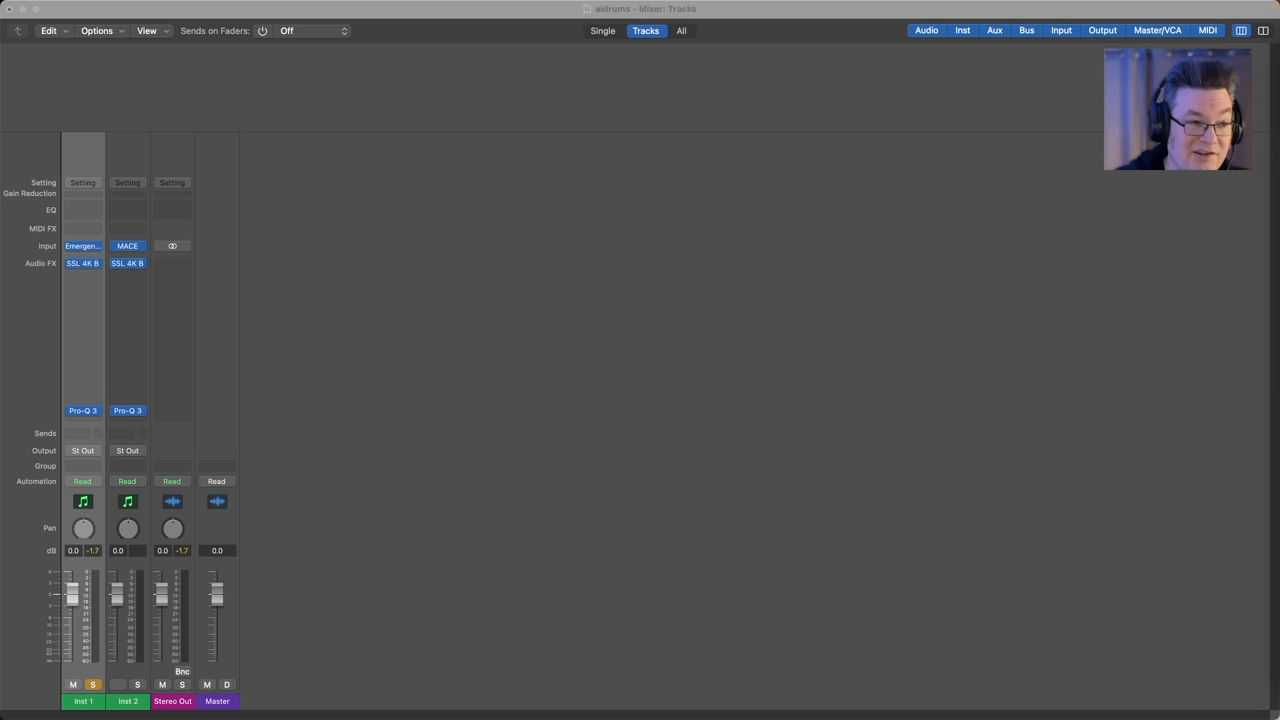 aidrums - Mixer: Tracks
Edit Options View Sends on Faders: Off Single Tracks All Audio Inst Aux Bus Input Output Master/VCA MIDI
Setting Setting Setting Setting
Gain Reduction
EQ
MIDI FX
Input Emergen... MACE
Audio FX SSL 4K B SSL 4K B
Pro-Q 3 Pro-Q 3
Sends
Output St Out St Out
Group
Automation Read Read Read Read
Pan
dB 0.0 -1.7 0.0 0.0 -1.7 0.0
Bnc
M S S M S M D
Inst 1 Inst 2 Stereo Out Master